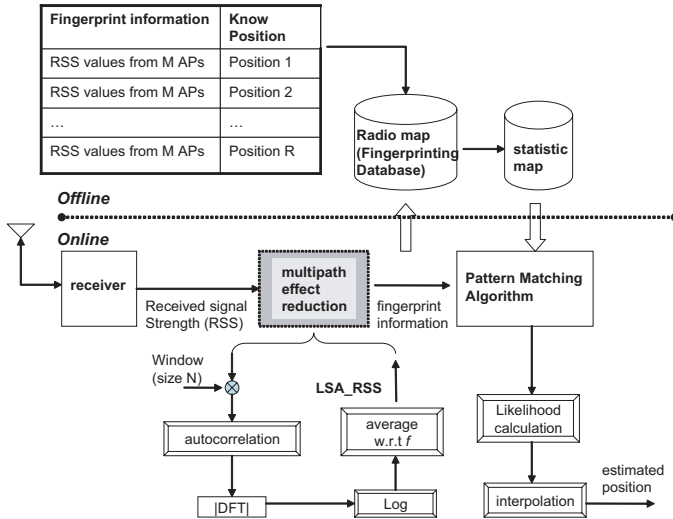 Fingerprint information
Know
Position
RSS values from M APs
Position 1
RSS values from M APs
Position 2
…
…
RSS values from M APs
Position R
Radio map
(Fingerprinting
Database)
statistic
map
Offline
Online
receiver
Received signal
Strength (RSS)
multipath
effect
reduction
fingerprint
information
Pattern Matching
Algorithm
Window
(size N)
LSA_RSS
autocorrelation
average
w.r.t f
Likelihood
calculation
|DFT|
Log
interpolation
estimated
position